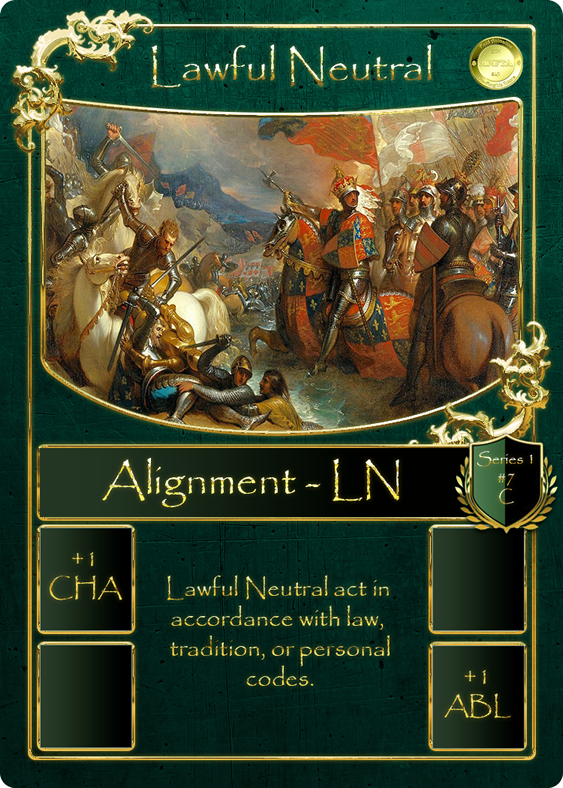 Lawful Neutral
Alignment - LN
Series 1
#7
C
+1
CHA
Lawful Neutral act in
accordance with law,
tradition, or personal
codes.
+1
ABL